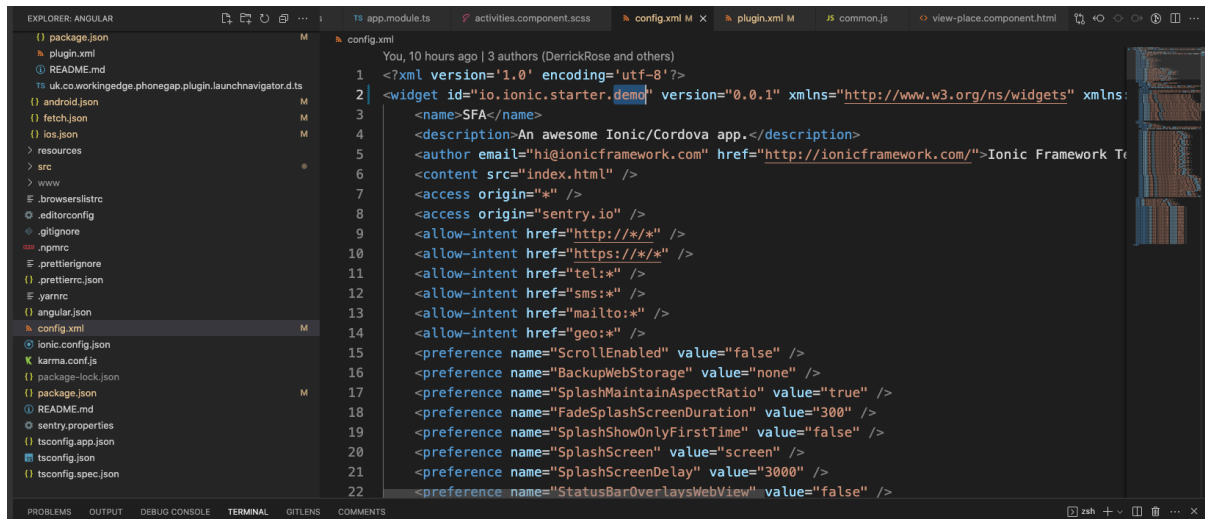 EXPLORER: ANGULAR
{} package.json M
plugin.xml
README.md
TS uk.co.workingedge.phonegap.plugin.launchnavigator.d.ts
{} android.json M
{} fetch.json M
{} ios.json M
> resources
> src
> www
.browserslistrc
.editorconfig
.gitignore
.npmrc
.prettierignore
{} .prettierrc.json
.yarnrc
{} angular.json
config.xml M
ionic.config.json
karma.conf.js
{} package-lock.json
{} package.json M
README.md
sentry.properties
{} tsconfig.app.json
tsconfig.json
{} tsconfig.spec.json
TS app.module.ts
activities.component.scss
config.xml M ×
plugin.xml M
JS common.js
<> view-place.component.html
config.xml
You, 10 hours ago | 3 authors (DerrickRose and others)
1 <?xml version='1.0' encoding='utf-8'?>
2 <widget id="io.ionic.starter.demo" version="0.0.1" xmlns="http://www.w3.org/ns/widgets" xmlns:
3 <name>SFA</name>
4 <description>An awesome Ionic/Cordova app.</description>
5 <author email="hi@ionicframework.com" href="http://ionicframework.com/">Ionic Framework Te
6 <content src="index.html" />
7 <access origin="*" />
8 <access origin="sentry.io" />
9 <allow-intent href="http://*/*" />
10 <allow-intent href="https://*/*" />
11 <allow-intent href="tel:*" />
12 <allow-intent href="sms:*" />
13 <allow-intent href="mailto:*" />
14 <allow-intent href="geo:*" />
15 <preference name="ScrollEnabled" value="false" />
16 <preference name="BackupWebStorage" value="none" />
17 <preference name="SplashMaintainAspectRatio" value="true" />
18 <preference name="FadeSplashScreenDuration" value="300" />
19 <preference name="SplashShowOnlyFirstTime" value="false" />
20 <preference name="SplashScreen" value="screen" />
21 <preference name="SplashScreenDelay" value="3000" />
22 <preference name="StatusBarOverlaysWebView" value="false" />
PROBLEMS OUTPUT DEBUG CONSOLE TERMINAL GITLENS COMMENTS
zsh